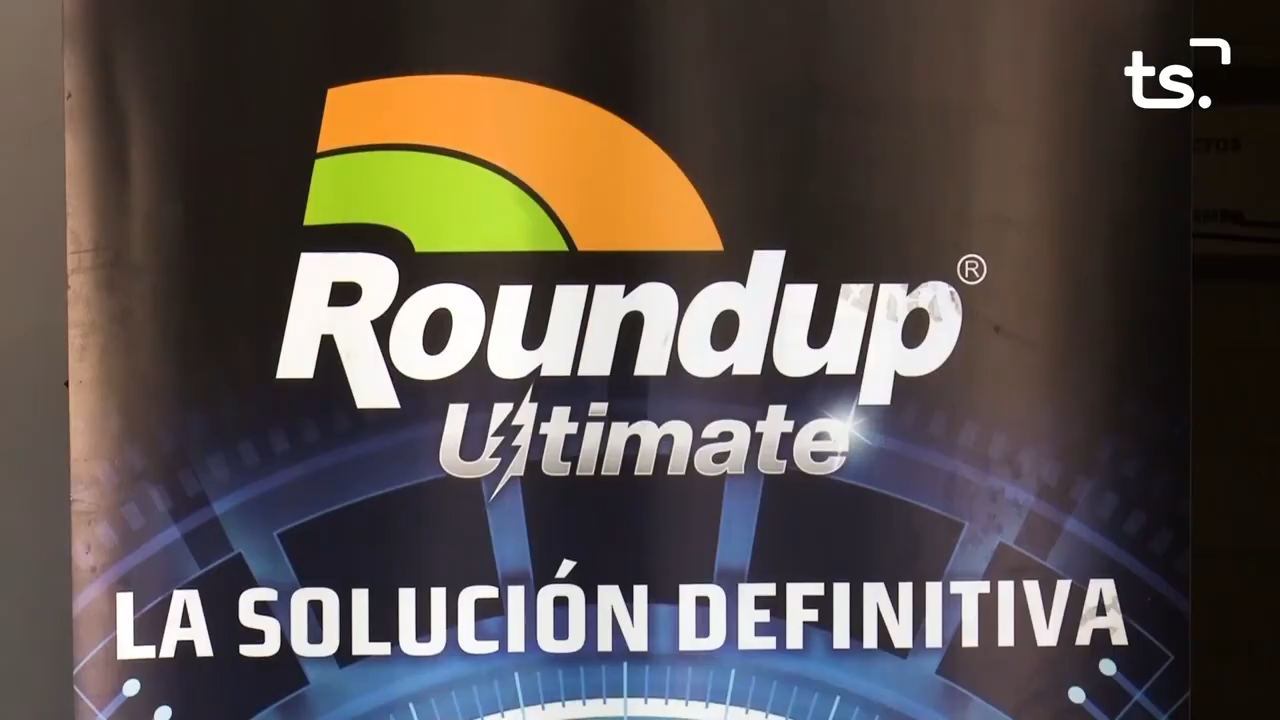 ts.
Roundup®
Ultimate
LA SOLUCIÓN DEFINITIVA